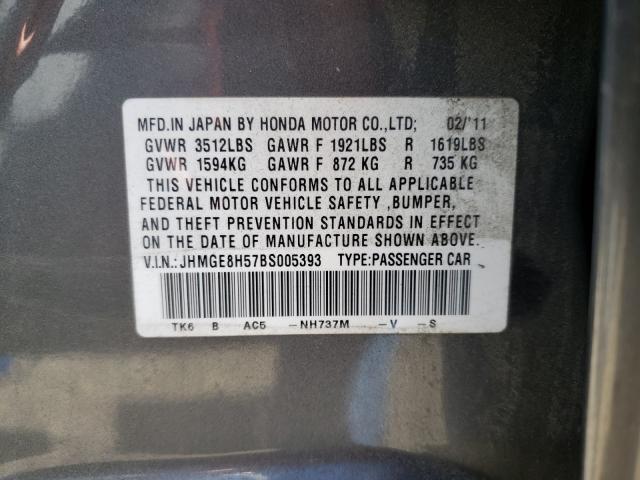 MFD.IN JAPAN BY HONDA MOTOR CO.,LTD; 02/'11
GVWR 3512LBS GAWR F 1921LBS R 1619LBS
GVWR 1594KG GAWR F 872 KG R 735 KG
THIS VEHICLE CONFORMS TO ALL APPLICABLE
FEDERAL MOTOR VEHICLE SAFETY ,BUMPER,
AND THEFT PREVENTION STANDARDS IN EFFECT
ON THE DATE OF MANUFACTURE SHOWN ABOVE.
V.I.N.:JHMGE8H57BS005393 TYPE:PASSENGER CAR
TK6 B AC5 -NH737M -V -S